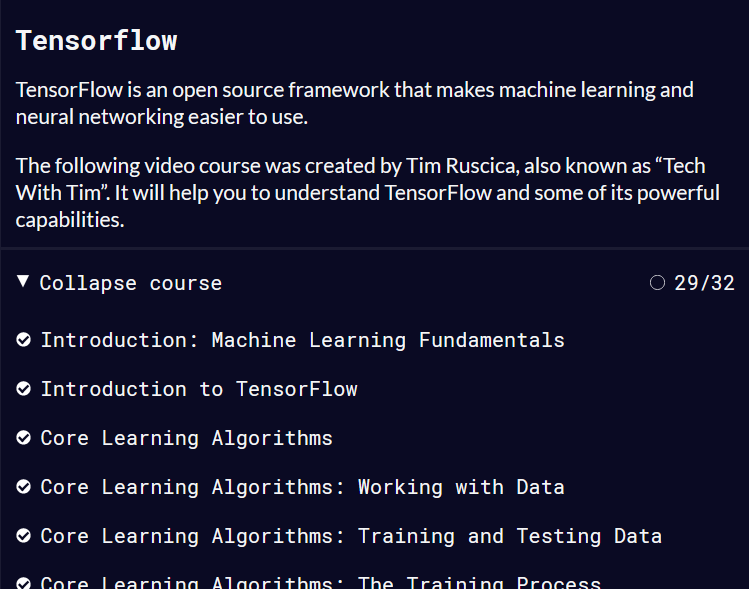 Tensorflow
TensorFlow is an open source framework that makes machine learning and
neural networking easier to use.
The following video course was created by Tim Ruscica, also known as “Tech
With Tim”. It will help you to understand TensorFlow and some of its powerful
capabilities.
Collapse course 29/32
Introduction: Machine Learning Fundamentals
Introduction to TensorFlow
Core Learning Algorithms
Core Learning Algorithms: Working with Data
Core Learning Algorithms: Training and Testing Data
Core Learning Algorithms: The Training Process